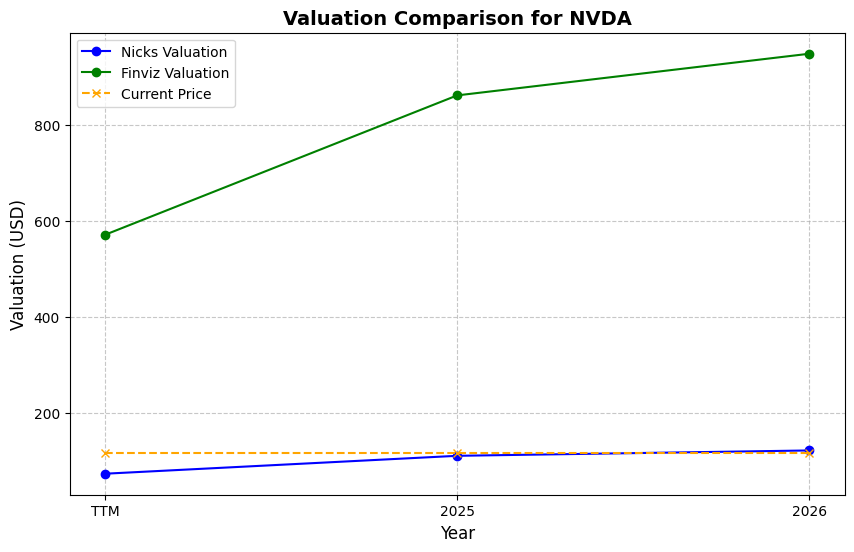 Valuation Comparison for NVDA
Nicks Valuation
Finviz Valuation
Current Price
Valuation (USD)
800
600
400
200
TTM
2025
2026
Year